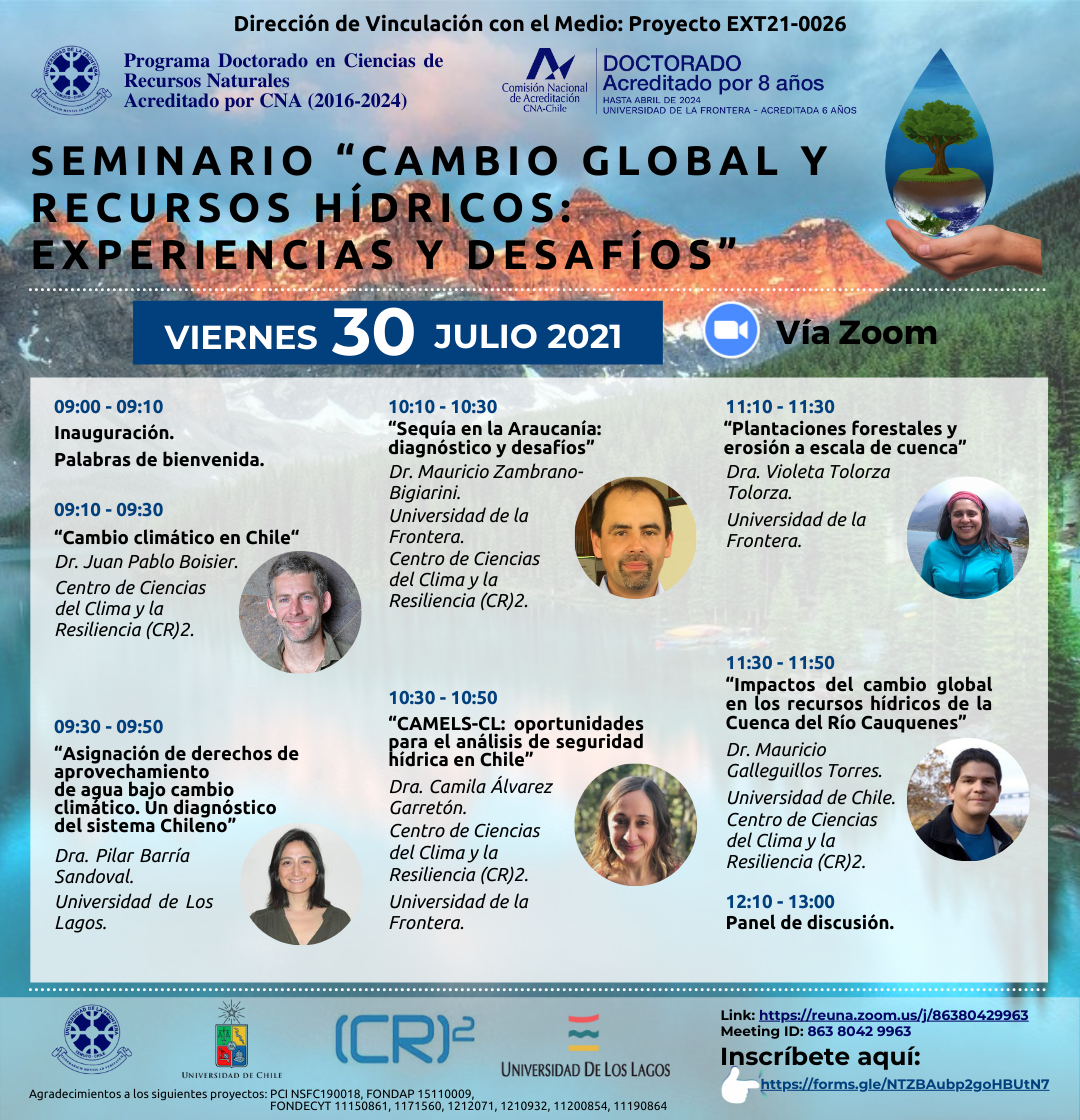 Dirección de Vinculación con el Medio: Proyecto EXT21-0026
Programa Doctorado en Ciencias de
Recursos Naturales
Acreditado por CNA (2016-2024)
Comisión Nacional
de Acreditación
CNA-Chile
DOCTORADO
Acreditado por 8 años
HASTA ABRIL DE 2024
UNIVERSIDAD DE LA FRONTERA - ACREDITADA 6 AÑOS
SEMINARIO “CAMBIO GLOBAL Y
RECURSOS HÍDRICOS:
EXPERIENCIAS Y DESAFÍOS”
VIERNES 30 JULIO 2021
Vía Zoom
09:00 - 09:10
Inauguración.
Palabras de bienvenida.
09:10 - 09:30
“Cambio climático en Chile“
Dr. Juan Pablo Boisier.
Centro de Ciencias
del Clima y la
Resiliencia (CR)2.
09:30 - 09:50
“Asignación de derechos de
aprovechamiento
de agua bajo cambio
climático. Un diagnóstico
del sistema Chileno”
Dra. Pilar Barría
Sandoval.
Universidad de Los
Lagos.
10:10 - 10:30
“Sequía en la Araucanía:
diagnóstico y desafíos”
Dr. Mauricio Zambrano-
Bigiarini.
Universidad de la
Frontera.
Centro de Ciencias
del Clima y la
Resiliencia (CR)2.
10:30 - 10:50
“CAMELS-CL: oportunidades
para el análisis de seguridad
hídrica en Chile”
Dra. Camila Álvarez
Garretón.
Centro de Ciencias
del Clima y la
Resiliencia (CR)2.
Universidad de la
Frontera.
11:10 - 11:30
“Plantaciones forestales y
erosión a escala de cuenca”
Dra. Violeta Tolorza
Tolorza.
Universidad de la
Frontera.
11:30 - 11:50
“Impactos del cambio global
en los recursos hídricos de la
Cuenca del Río Cauquenes”
Dr. Mauricio
Galleguillos Torres.
Universidad de Chile.
Centro de Ciencias
del Clima y la
Resiliencia (CR)2.
12:10 - 13:00
Panel de discusión.
UNIVERSIDAD DE LA FRONTERA
TEMUCO - CHILE
UNIVERSIDAD DE CHILE
(CR)2
UNIVERSIDAD DE LOS LAGOS
Link: https://reuna.zoom.us/j/86380429963
Meeting ID: 863 8042 9963
Inscríbete aquí:
https://forms.gle/NTZBAubp2goHBUtN7
Agradecimientos a los siguientes proyectos: PCI NSFC190018, FONDAP 15110009,
FONDECYT 11150861, 1171560, 1212071, 1210932, 11200854, 11190864